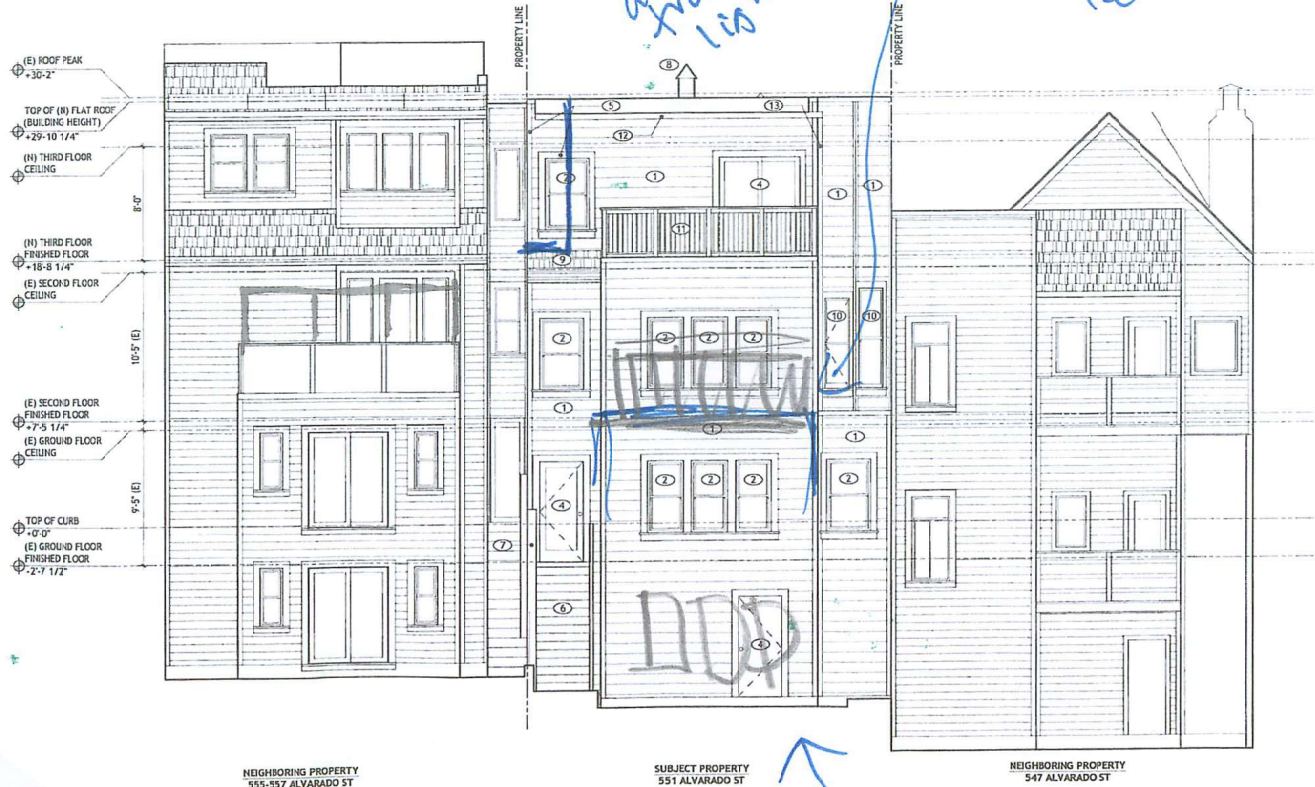 PROPERTY LINE
PROPERTY LINE
(E) ROOF PEAK
+30'-2"
TOP OF (N) FLAT ROOF
(BUILDING HEIGHT)
+29'-10 1/4"
(N) THIRD FLOOR
CEILING
8'-0"
(N) THIRD FLOOR
FINISHED FLOOR
+18'-8 1/4"
(E) SECOND FLOOR
CEILING
10'-5" (E)
(E) SECOND FLOOR
FINISHED FLOOR
+7'-5 1/4"
(E) GROUND FLOOR
CEILING
9'-5" (E)
TOP OF CURB
+0'-0"
(E) GROUND FLOOR
FINISHED FLOOR
-2'-7 1/2"
8
5
13
12
2
1
4
1
1
11
9
10
10
2
2
2
2
1
1
1
2
2
2
2
4
7
6
4
NEIGHBORING PROPERTY
555-557 ALVARADO ST
SUBJECT PROPERTY
551 ALVARADO ST
NEIGHBORING PROPERTY
547 ALVARADO ST